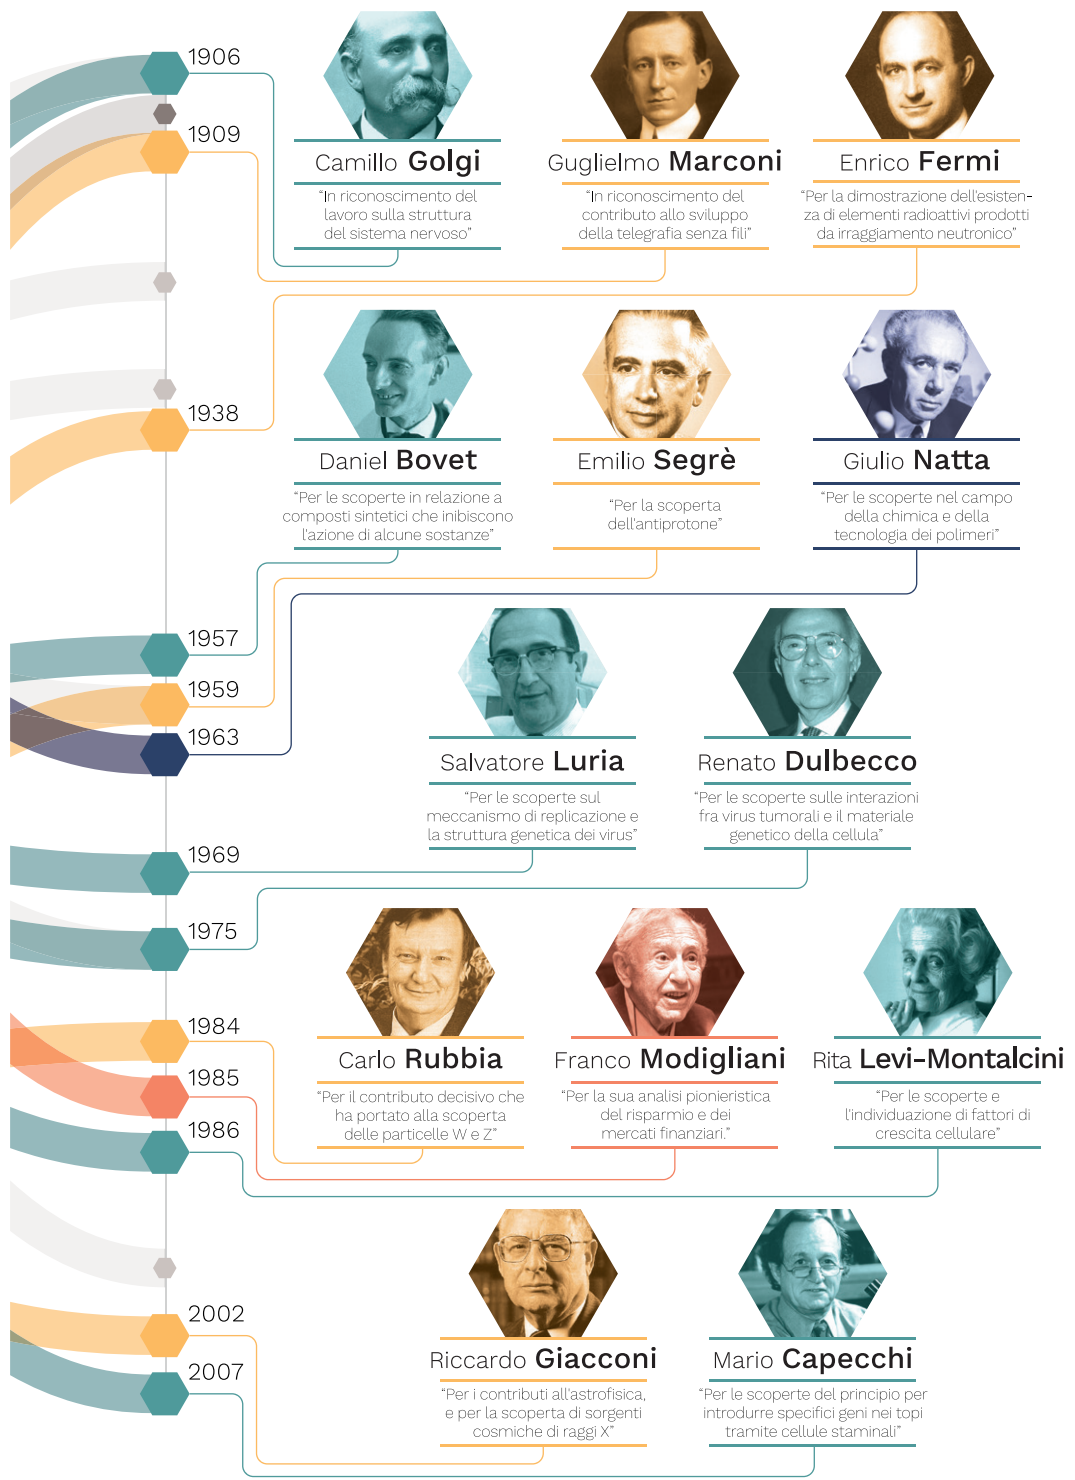 1906
Camillo Golgi
“In riconoscimento del
lavoro sulla struttura
del sistema nervoso”
Guglielmo Marconi
“In riconoscimento del
contributo allo sviluppo
della telegrafia senza fili”
Enrico Fermi
“Per la dimostrazione dell'esisten-
za di elementi radioattivi prodotti
da irraggiamento neutronico”
1909
1938
Daniel Bovet
“Per le scoperte in relazione a
composti sintetici che inibiscono
l'azione di alcune sostanze”
Emilio Segrè
“Per la scoperta
dell'antiprotone”
Giulio Natta
“Per le scoperte nel campo
della chimica e della
tecnologia dei polimeri”
1957
1959
1963
Salvatore Luria
“Per le scoperte sul
meccanismo di replicazione e
la struttura genetica dei virus”
Renato Dulbecco
“Per le scoperte sulle interazioni
fra virus tumorali e il materiale
genetico della cellula”
1969
1975
1984
Carlo Rubbia
“Per il contributo decisivo che
ha portato alla scoperta
delle particelle W e Z”
Franco Modigliani
“Per la sua analisi pionieristica
del risparmio e dei
mercati finanziari.”
Rita Levi-Montalcini
“Per le scoperte e
l'individuazione di fattori di
crescita cellulare”
1985
1986
2002
2007
Riccardo Giacconi
“Per i contributi all'astrofisica,
e per la scoperta di sorgenti
cosmiche di raggi X”
Mario Capecchi
“Per le scoperte del principio per
introdurre specifici geni nei topi
tramite cellule staminali”